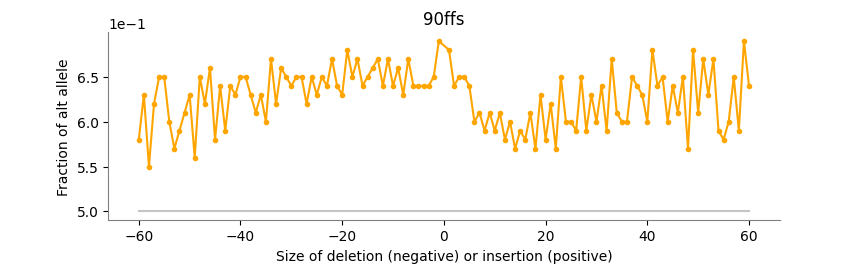 90ffs
1e−1
6.5
6.0
5.5
5.0
Fraction of alt allele
−60 −40 −20 0 20 40 60
Size of deletion (negative) or insertion (positive)